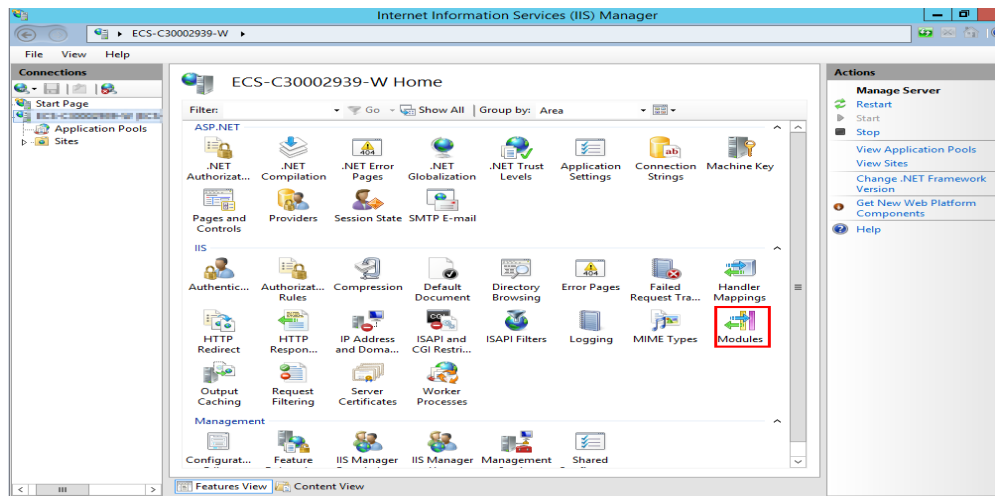 Internet Information Services (IIS) Manager
ECS-C30002939-W
File View Help
Connections
Start Page
Application Pools
Sites
ECS-C30002939-W Home
Filter: Go Show All Group by: Area
ASP.NET
.NET .NET .NET Error .NET .NET Trust Application Connection Machine Key
Authorizat... Compilation Pages Globalization Levels Settings Strings
Pages and Providers Session State SMTP E-mail
Controls
IIS
Authentic... Authorizat... Compression Default Directory Error Pages Failed Handler
Rules Document Browsing Request Tra... Mappings
HTTP HTTP IP Address ISAPI and ISAPI Filters Logging MIME Types Modules
Redirect Respon... and Doma... CGI Restri...
Output Request Server Worker
Caching Filtering Certificates Processes
Management
Configurat... Feature IIS Manager IIS Manager Management Shared
Features View Content View
Actions
Manage Server
Restart
Start
Stop
View Application Pools
View Sites
Change .NET Framework
Version
Get New Web Platform
Components
Help